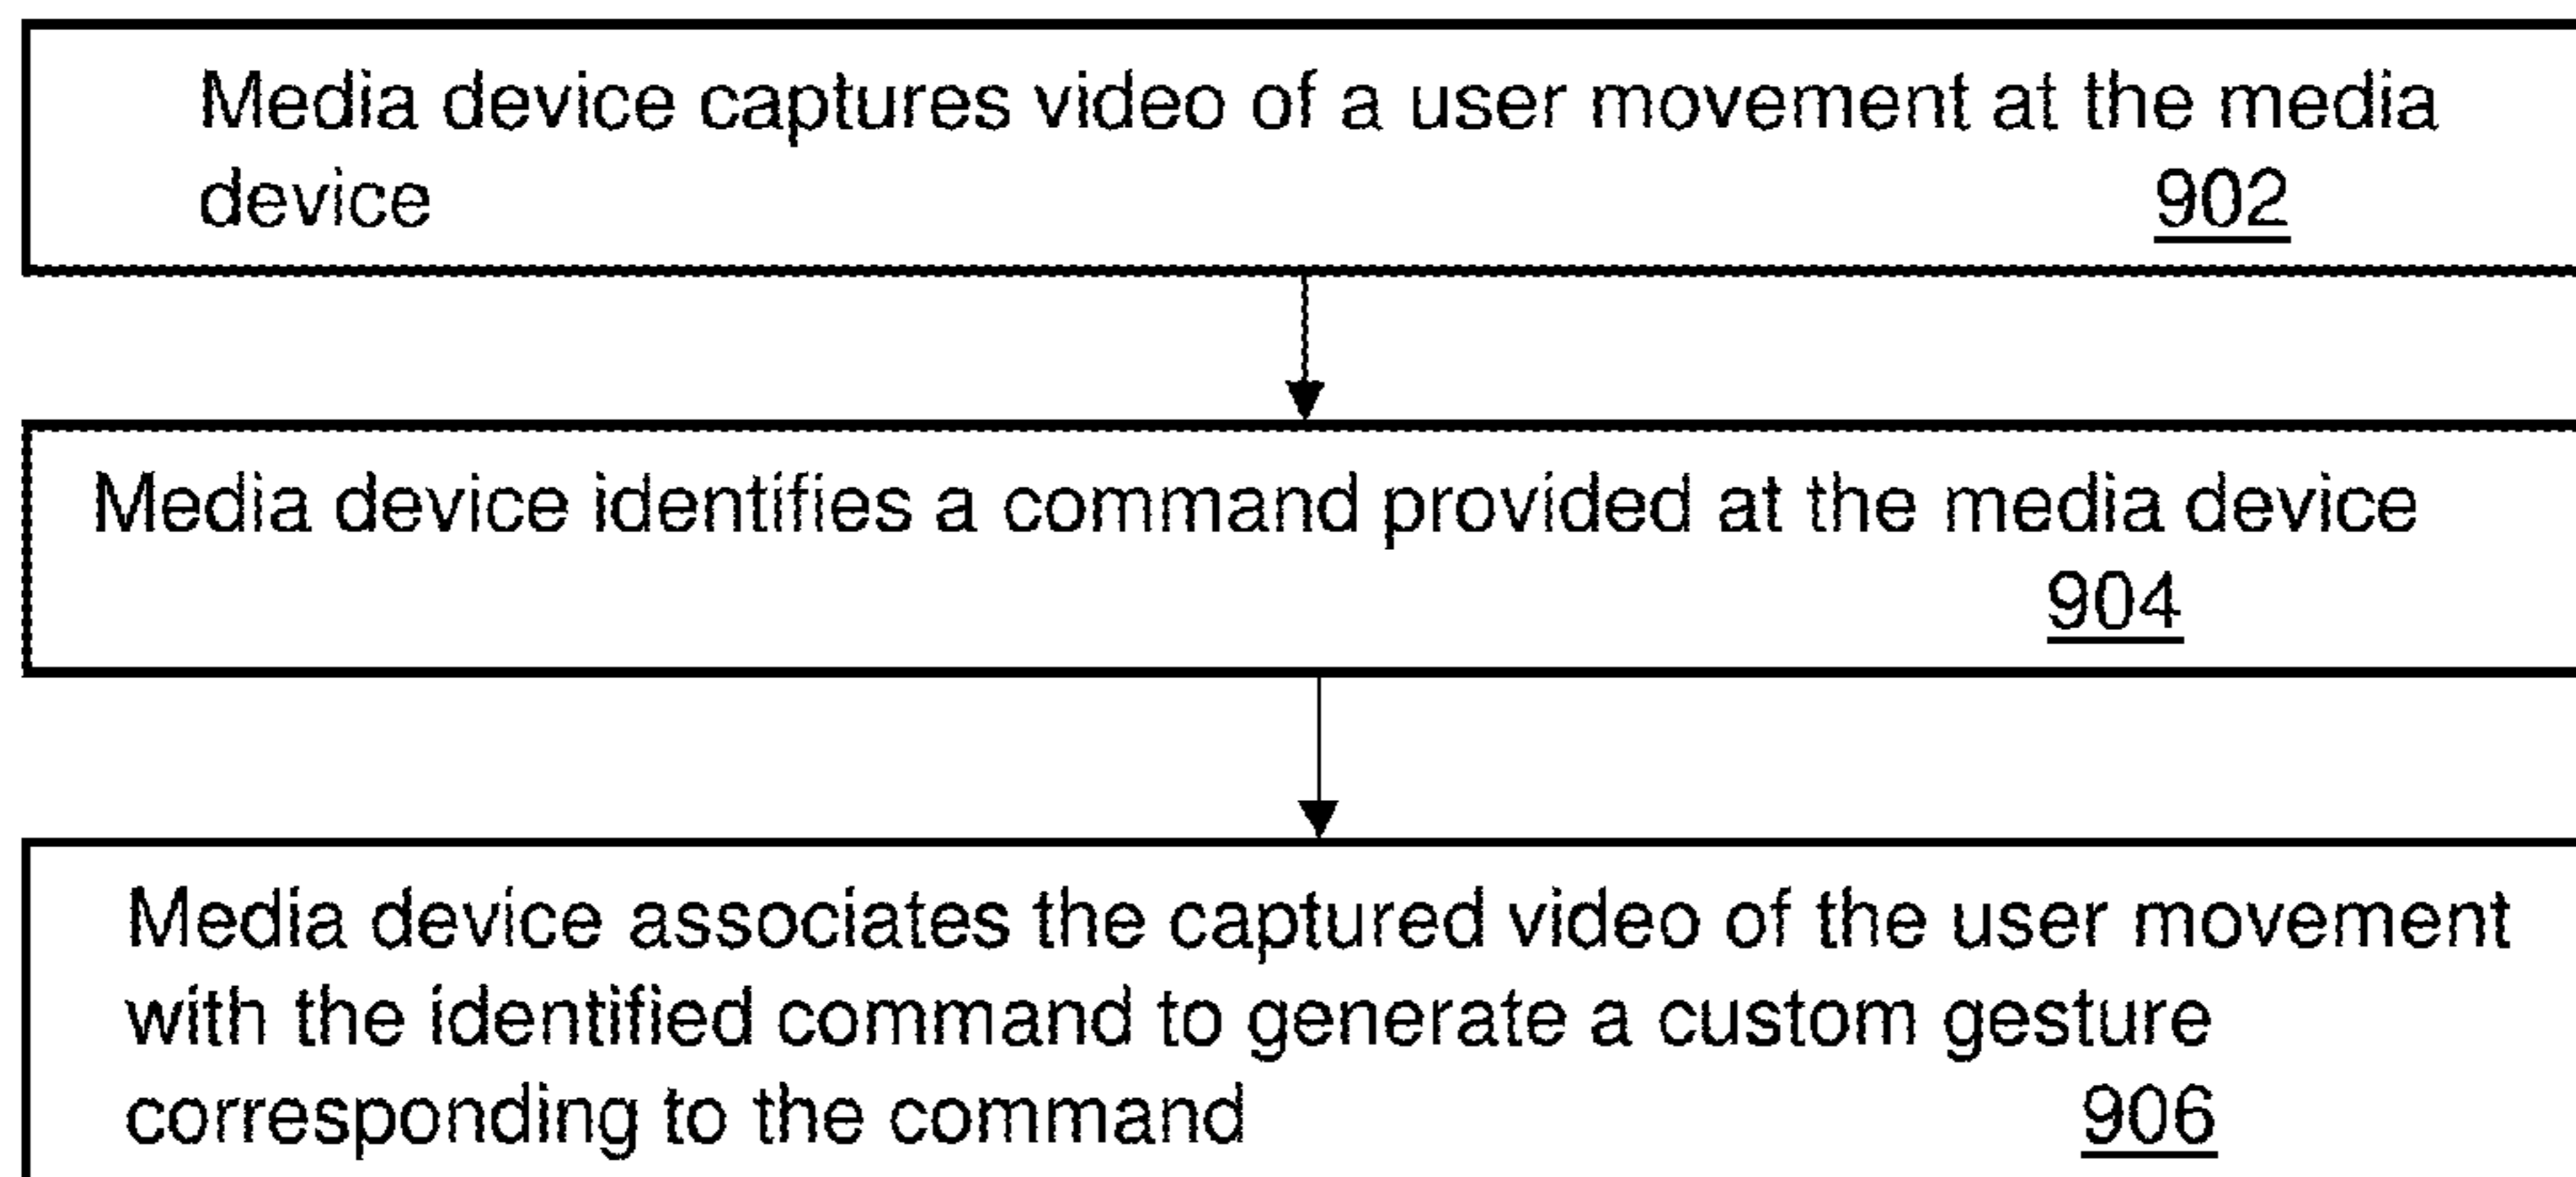 Media device captures video of a user movement at the media
device 902
Media device identifies a command provided at the media device
904
Media device associates the captured video of the user movement
with the identified command to generate a custom gesture
corresponding to the command 906